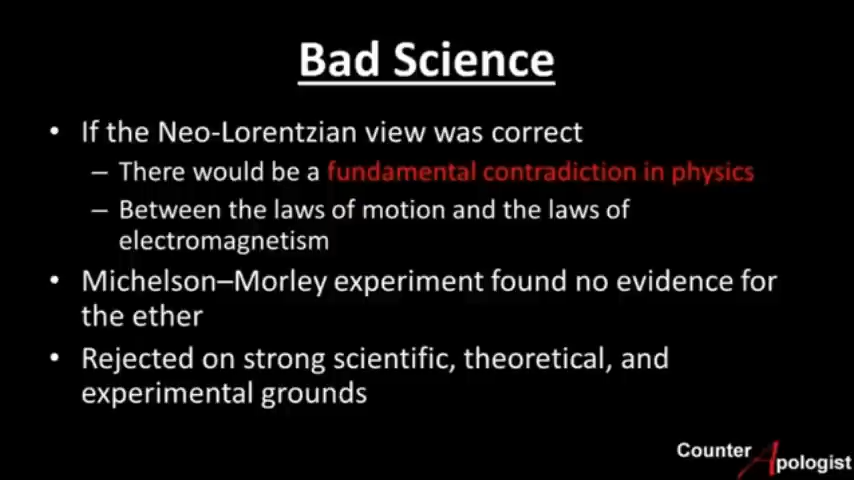 Bad Science
• If the Neo-Lorentzian view was correct
– There would be a fundamental contradiction in physics
– Between the laws of motion and the laws of
electromagnetism
• Michelson–Morley experiment found no evidence for
the ether
• Rejected on strong scientific, theoretical, and
experimental grounds
Counter
Apologist